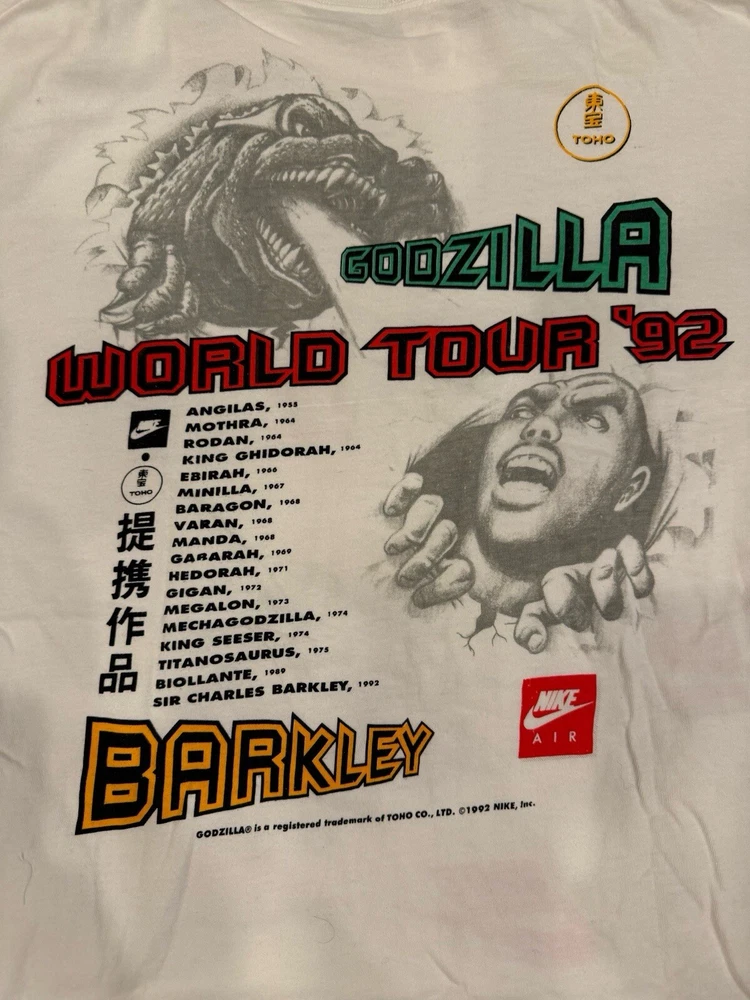 東宝
TOHO
GODZILLA
WORLD TOUR '92
NIKE
東宝
TOHO
提携作品
ANGILAS, 1955
MOTHRA, 1964
RODAN, 1964
KING GHIDORAH, 1964
EBIRAH, 1966
MINILLA, 1967
BARAGON, 1968
VARAN, 1968
MANDA, 1968
GABARAH, 1969
HEDORAH, 1971
GIGAN, 1972
MEGALON, 1973
MECHAGODZILLA, 1974
KING SEESER, 1974
TITANOSAURUS, 1975
BIOLLANTE, 1989
SIR CHARLES BARKLEY, 1992
NIKE
AIR
BARKLEY
GODZILLA® is a registered trademark of TOHO CO., LTD. ©1992 NIKE, Inc.